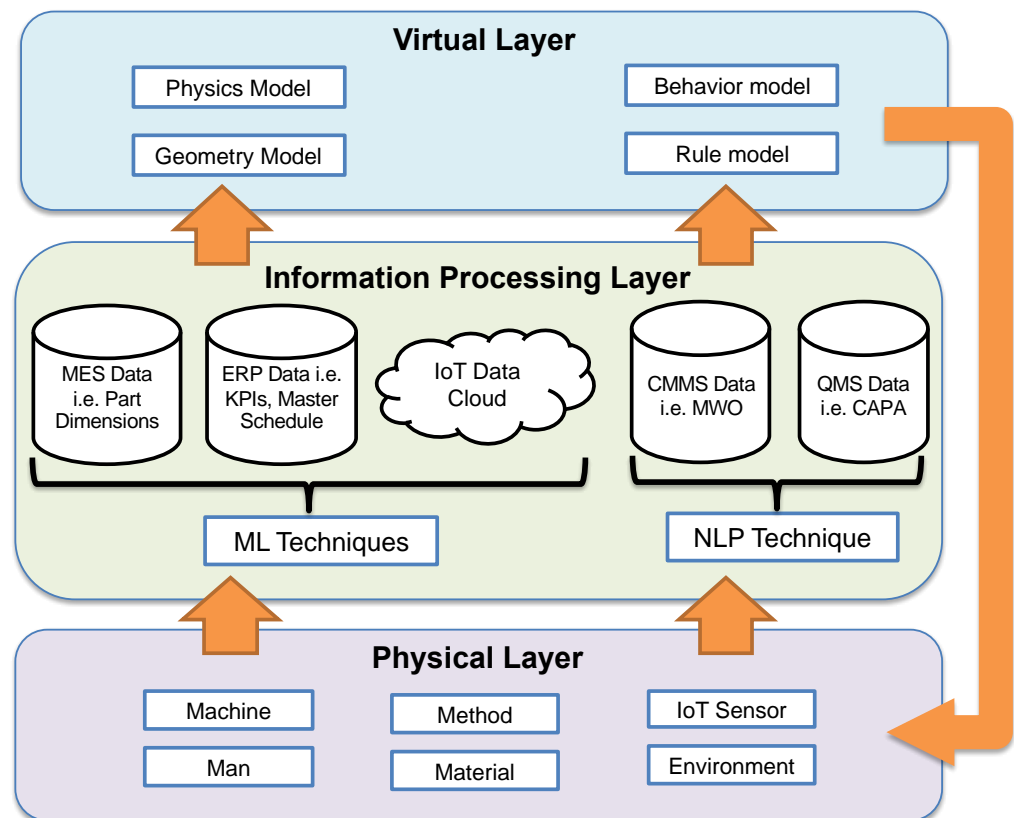 Virtual Layer
Physics Model
Behavior model
Geometry Model
Rule model
Information Processing Layer
MES Data
i.e. Part
Dimensions
ERP Data i.e.
KPIs, Master
Schedule
IoT Data
Cloud
CMMS Data
i.e. MWO
QMS Data
i.e. CAPA
ML Techniques
NLP Technique
Physical Layer
Machine
Method
IoT Sensor
Man
Material
Environment